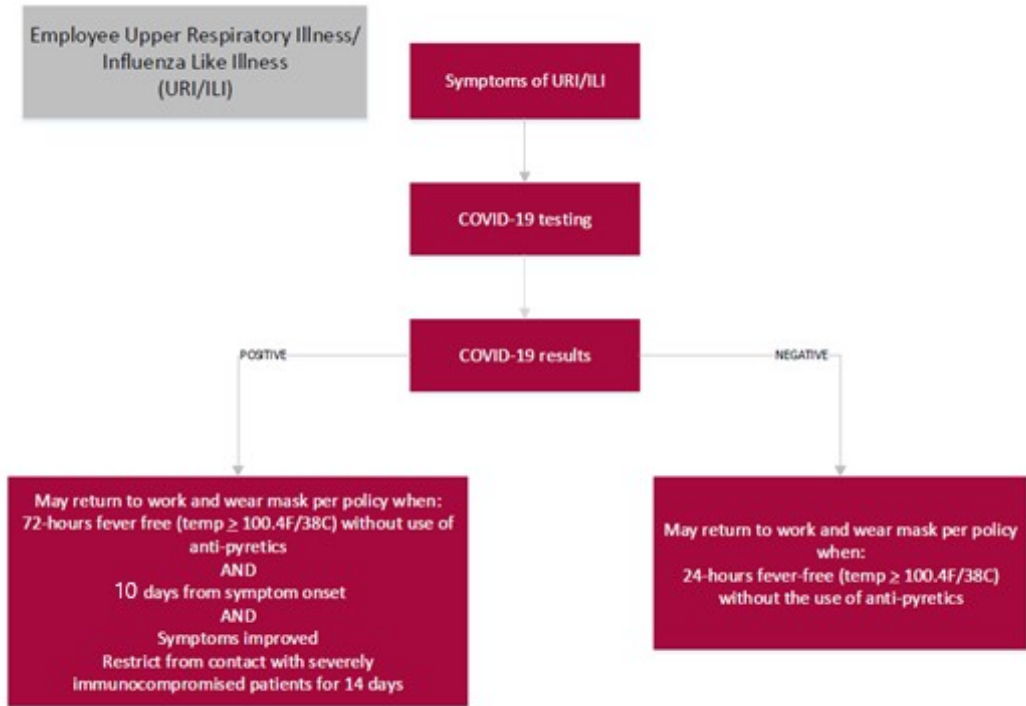 Employee Upper Respiratory Illness/
Influenza Like Illness
(URI/ILI)
Symptoms of URI/ILI
COVID-19 testing
COVID-19 results
POSITIVE
NEGATIVE
May return to work and wear mask per policy when:
72-hours fever free (temp ≥ 100.4F/38C) without use of
anti-pyretics
AND
10 days from symptom onset
AND
Symptoms improved
Restrict from contact with severely
immunocompromised patients for 14 days
May return to work and wear mask per policy
when:
24-hours fever-free (temp ≥ 100.4F/38C)
without the use of anti-pyretics